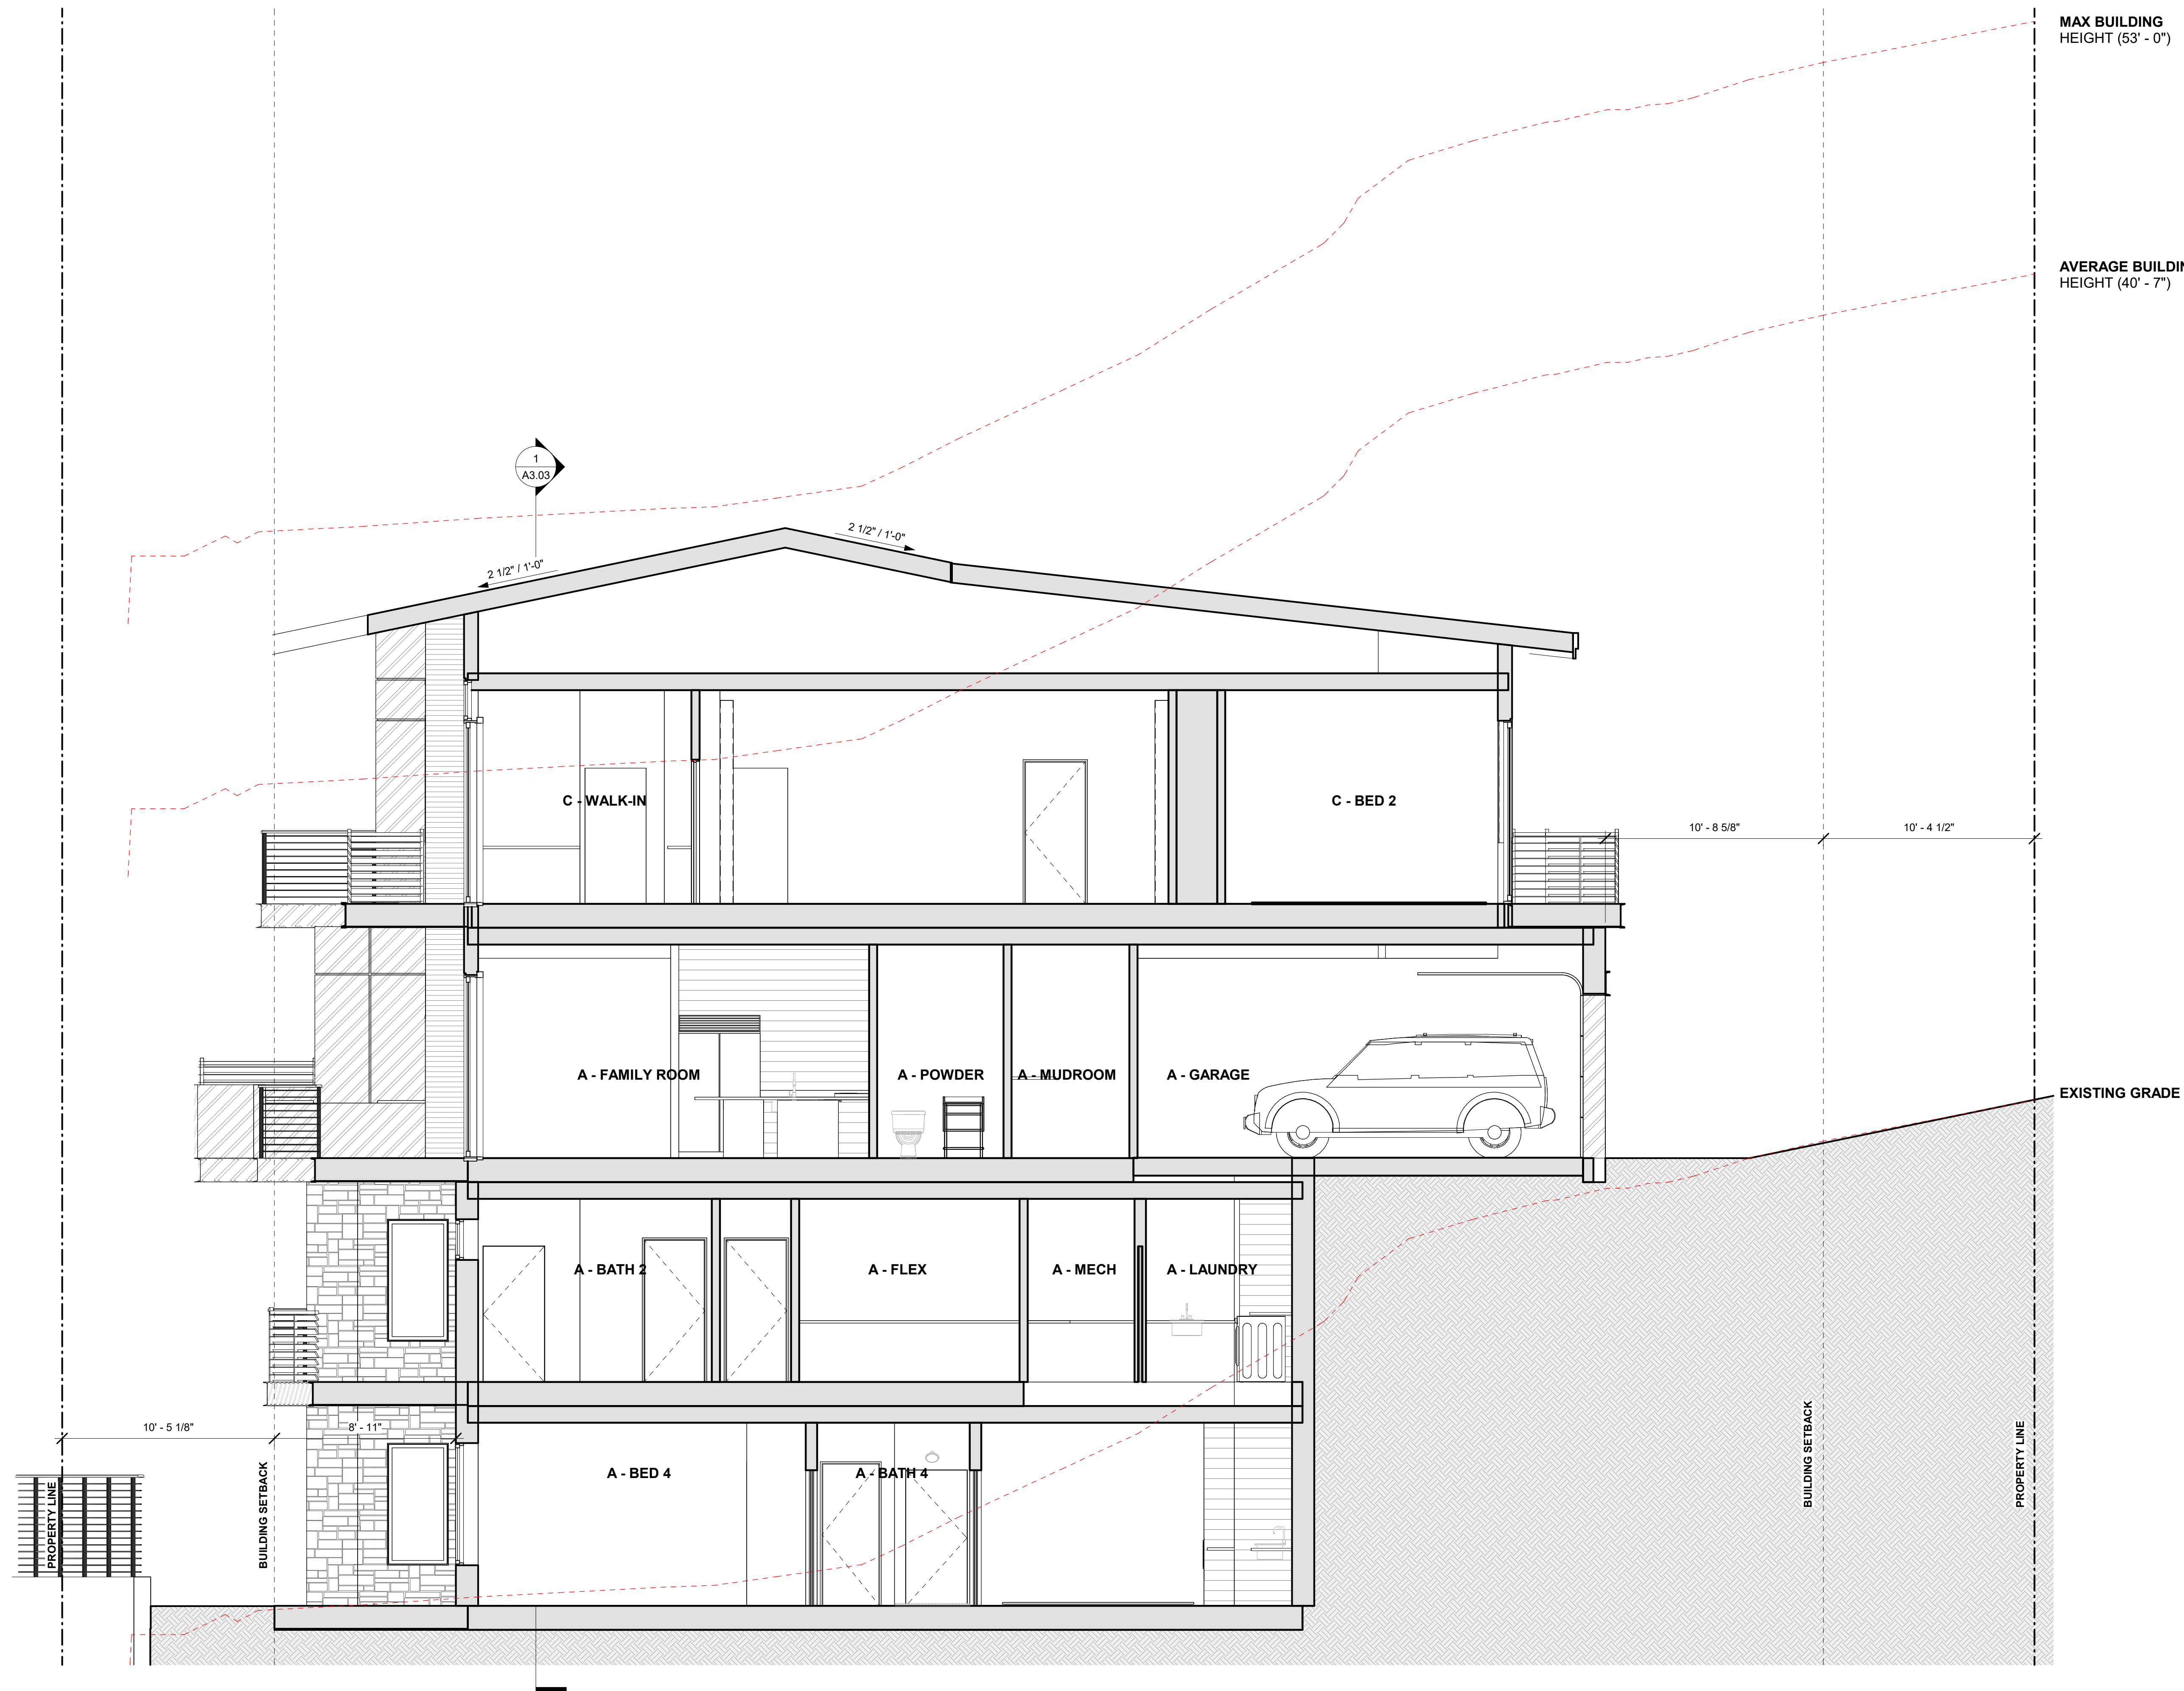 MAX BUILDING
HEIGHT (53' - 0")
AVERAGE BUILDIN
HEIGHT (40' - 7")
1
A3.03
2 1/2" / 1'-0"
2 1/2" / 1'-0"
C - WALK-IN
C - BED 2
10' - 8 5/8"
10' - 4 1/2"
A - FAMILY ROOM
A - POWDER
A - MUDROOM
A - GARAGE
EXISTING GRADE
A - BATH 2
A - FLEX
A - MECH
A - LAUNDRY
10' - 5 1/8"
8' - 11"
A - BED 4
A - BATH 4
PROPERTY LINE
BUILDING SETBACK
BUILDING SETBACK
PROPERTY LINE